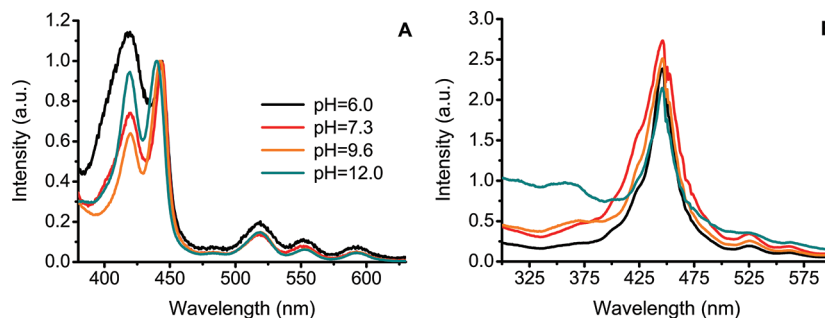 A
1.2
1.0
0.8
0.6
0.4
0.2
0.0
Intensity (a.u.)
pH=6.0
pH=7.3
pH=9.6
pH=12.0
400 450 500 550 600
Wavelength (nm)
3.0
2.5
2.0
1.5
1.0
0.5
0.0
Intensity (a.u.)
325 375 425 475 525 575
Wavelength (nm)